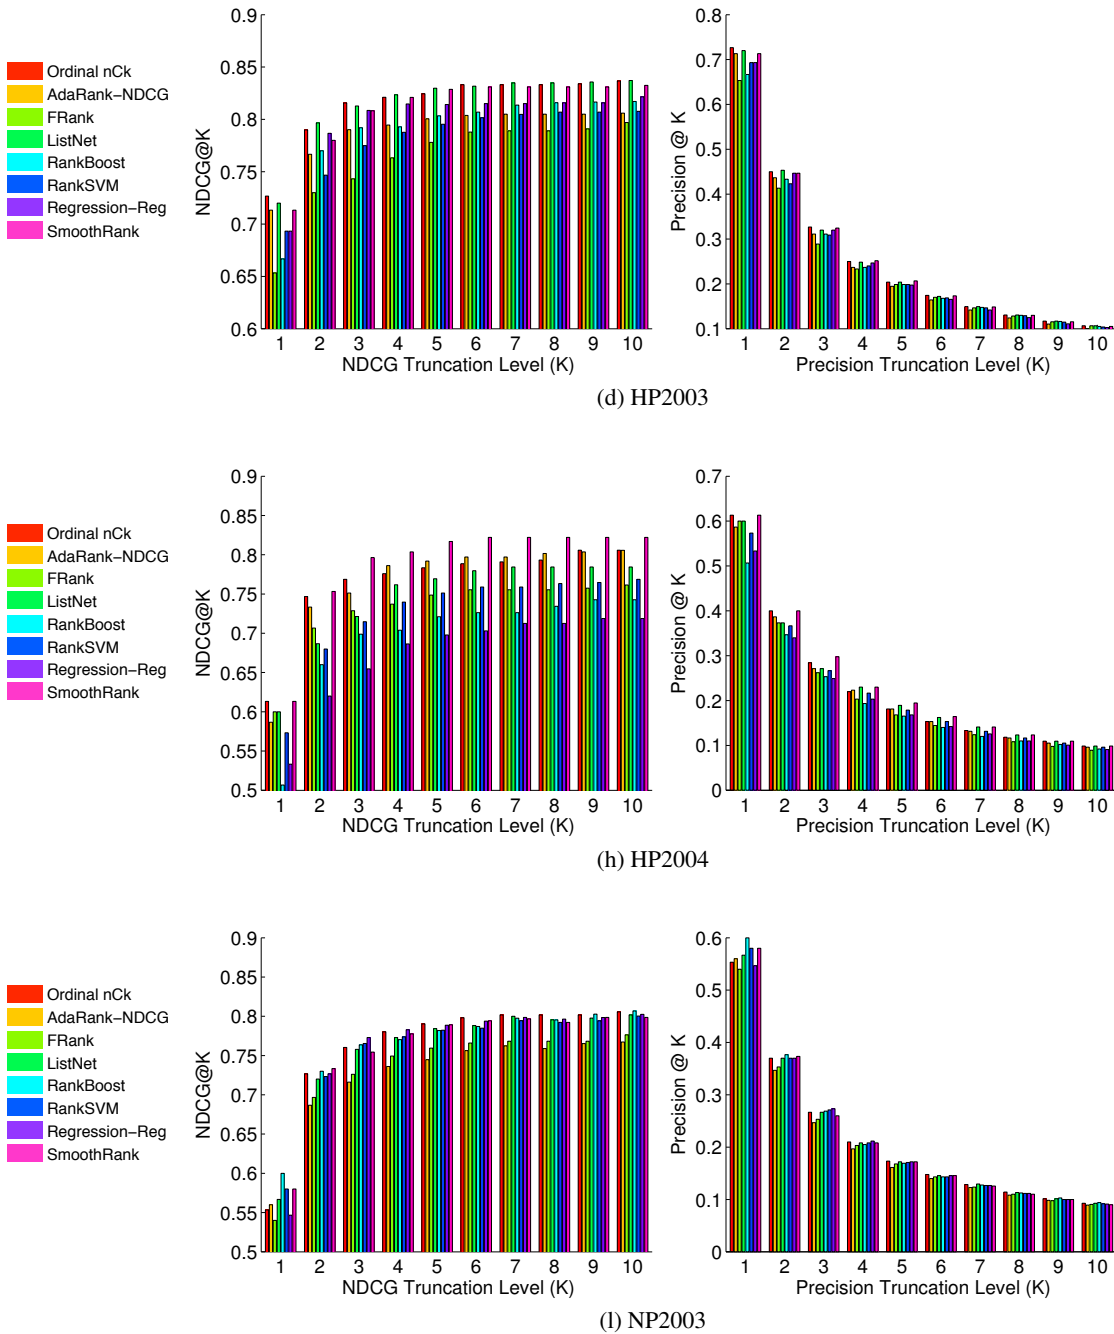 Ordinal nCk
AdaRank−NDCG
FRank
ListNet
RankBoost
RankSVM
Regression−Reg
SmoothRank
0.9
0.85
0.8
0.75
0.7
0.65
0.6
NDCG@K
1 2 3 4 5 6 7 8 9 10
NDCG Truncation Level (K)
0.8
0.7
0.6
0.5
0.4
0.3
0.2
0.1
Precision @ K
1 2 3 4 5 6 7 8 9 10
Precision Truncation Level (K)
(d) HP2003
Ordinal nCk
AdaRank−NDCG
FRank
ListNet
RankBoost
RankSVM
Regression−Reg
SmoothRank
0.9
0.85
0.8
0.75
0.7
0.65
0.6
0.55
0.5
NDCG@K
1 2 3 4 5 6 7 8 9 10
NDCG Truncation Level (K)
0.7
0.6
0.5
0.4
0.3
0.2
0.1
0
Precision @ K
1 2 3 4 5 6 7 8 9 10
Precision Truncation Level (K)
(h) HP2004
Ordinal nCk
AdaRank−NDCG
FRank
ListNet
RankBoost
RankSVM
Regression−Reg
SmoothRank
0.9
0.85
0.8
0.75
0.7
0.65
0.6
0.55
0.5
NDCG@K
1 2 3 4 5 6 7 8 9 10
NDCG Truncation Level (K)
0.6
0.5
0.4
0.3
0.2
0.1
0
Precision @ K
1 2 3 4 5 6 7 8 9 10
Precision Truncation Level (K)
(l) NP2003